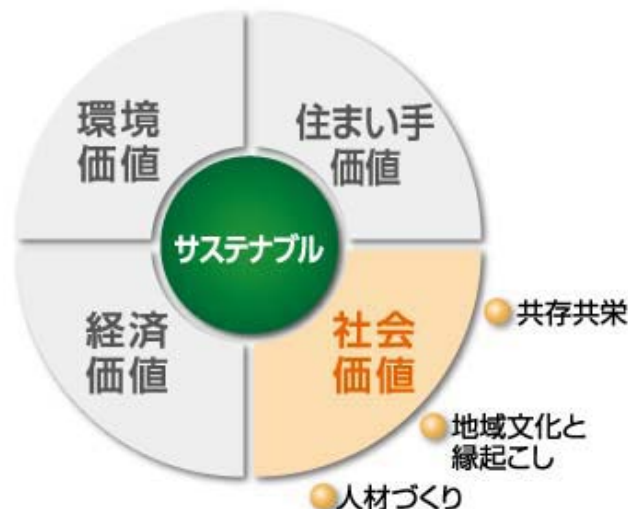 環境
価値
住まい手
価値
サステナブル
経済
価値
社会
価値
共存共栄
地域文化と
縁起こし
人材づくり